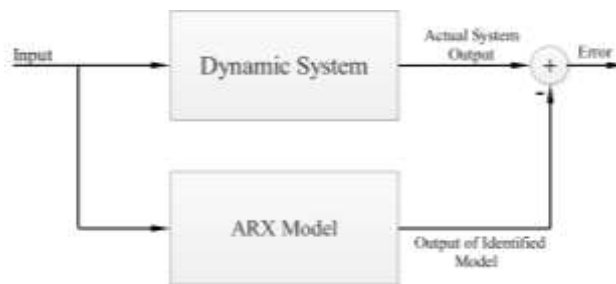 Input
Dynamic System
Actual System
Output
+
Error
-
ARX Model
Output of Identified
Model